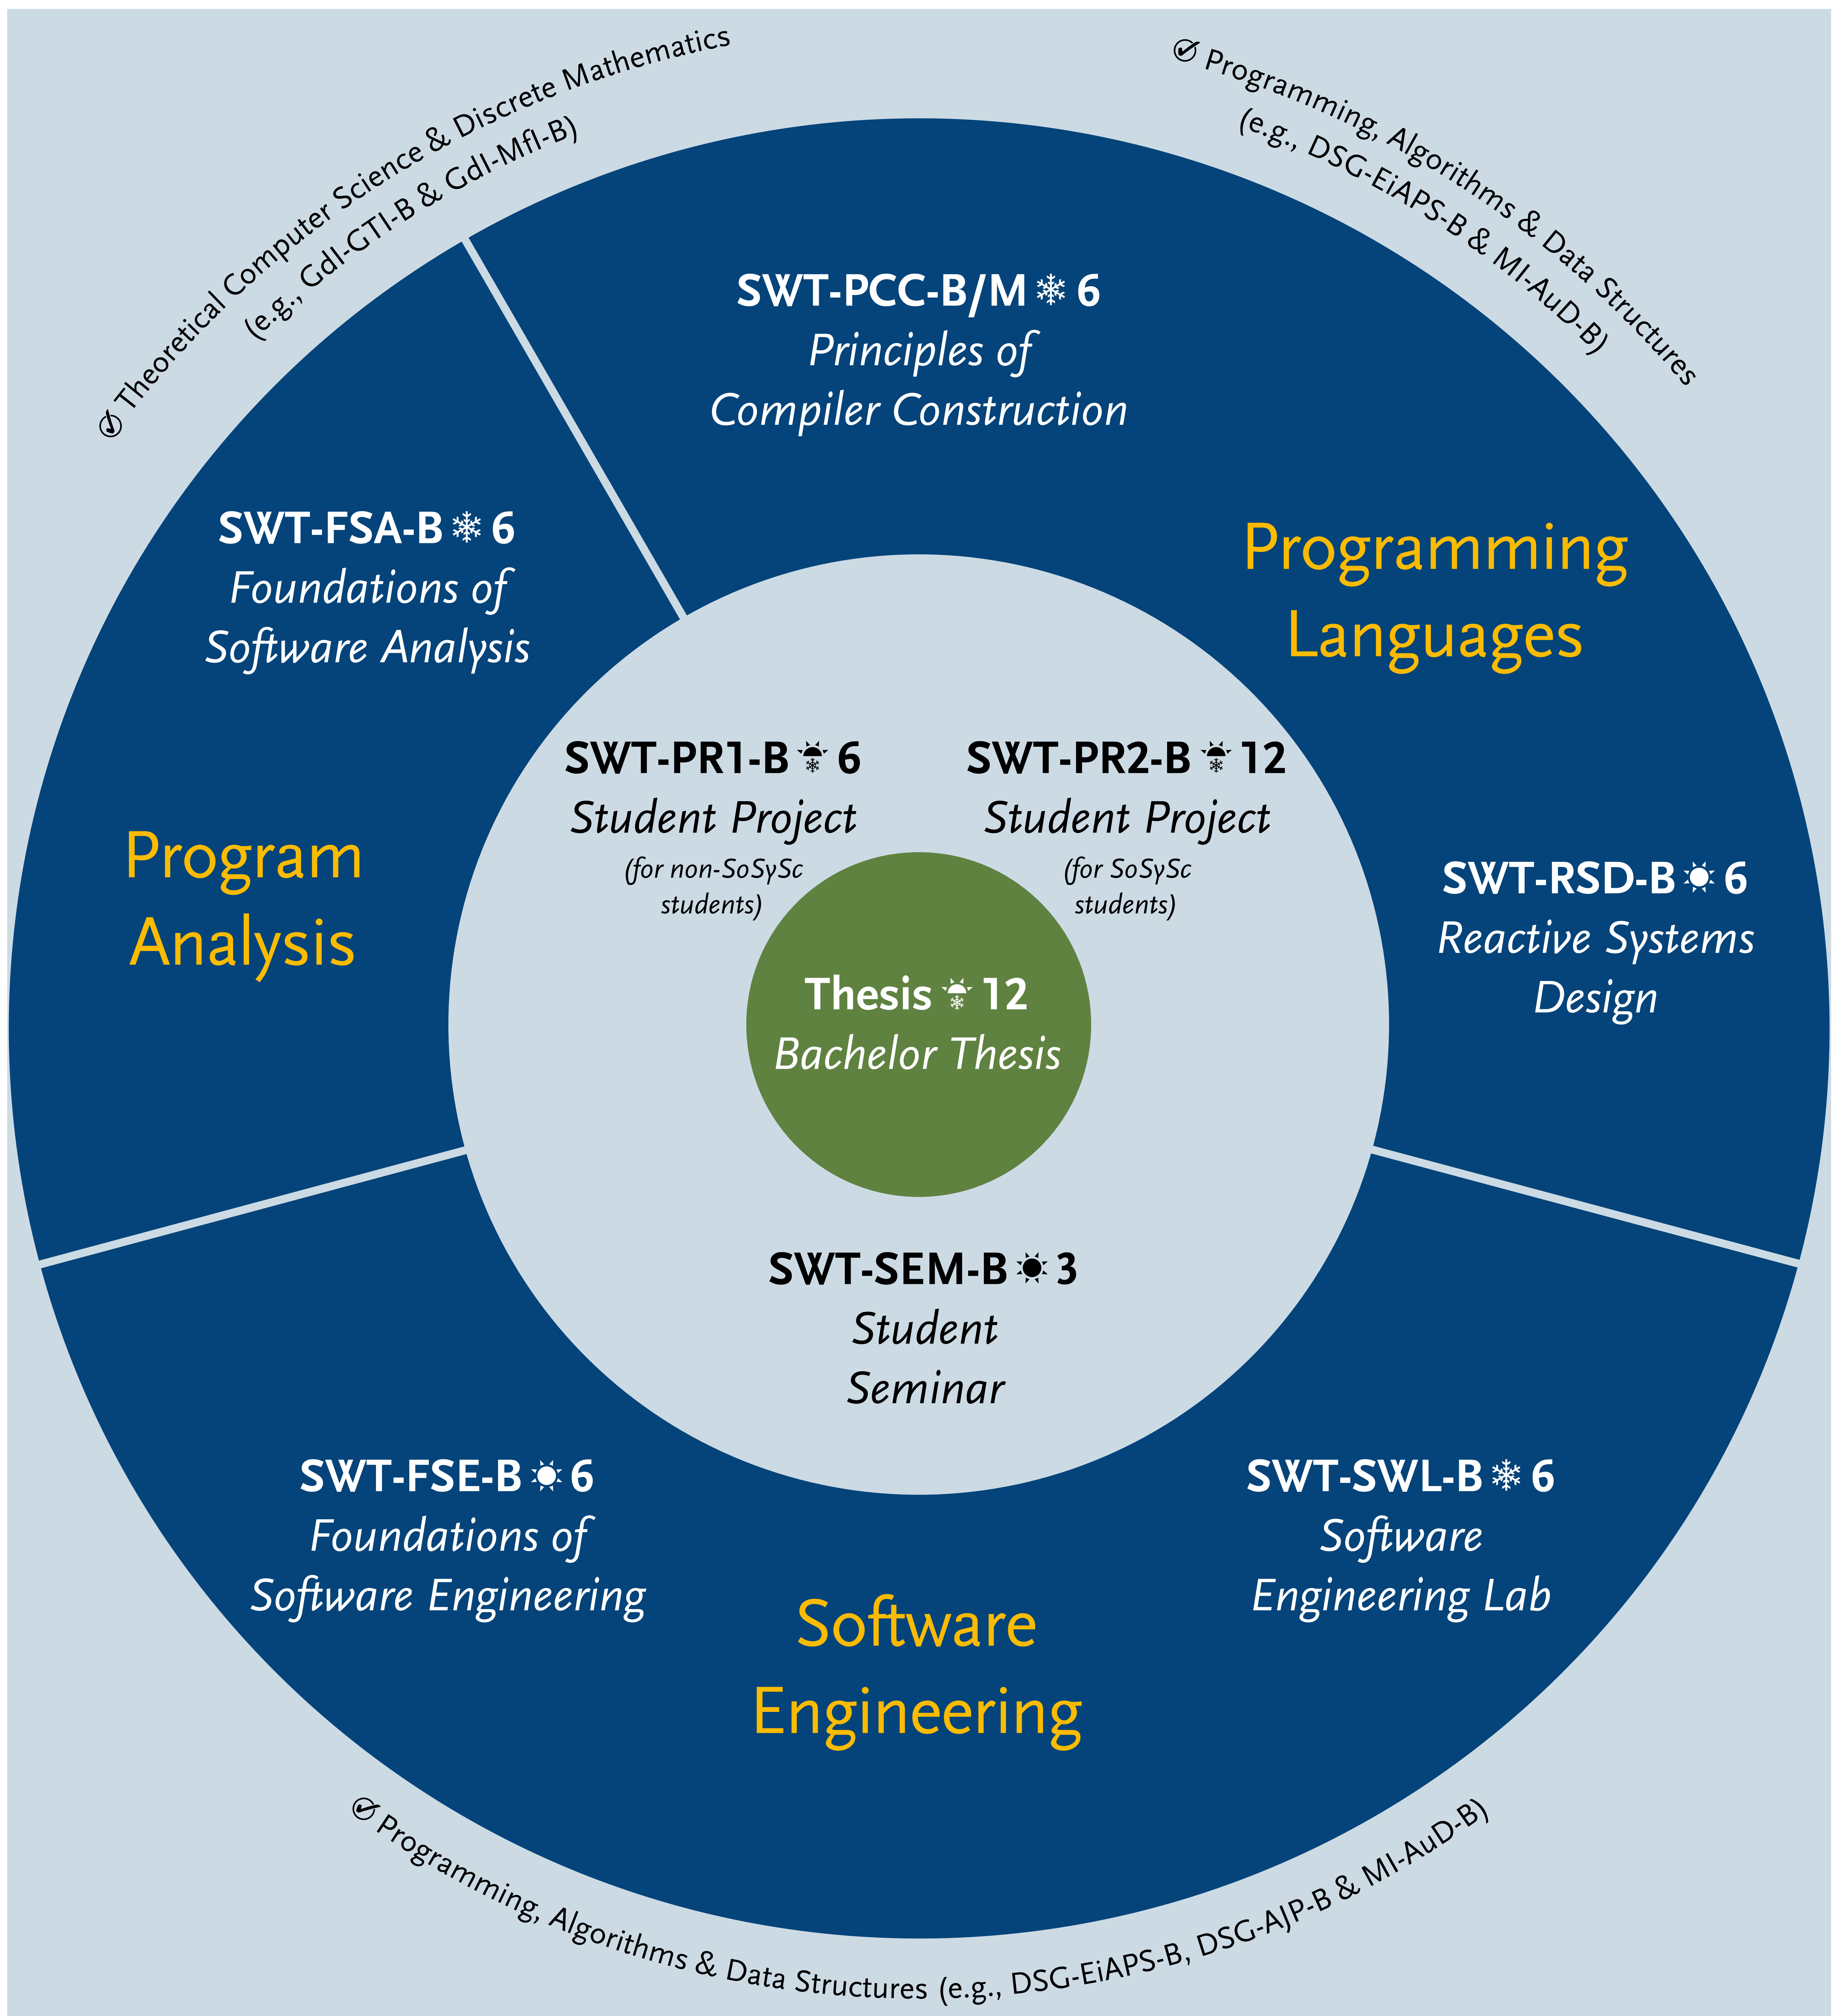 ✓ Theoretical Computer Science & Discrete Mathematics
(e.g., GdI-GTI-B & GdI-MfI-B)
✓ Programming, Algorithms & Data Structures
(e.g., DSG-EiAPS-B & MI-AuD-B)
SWT-PCC-B/M ❄ 6
Principles of
Compiler Construction
SWT-FSA-B ❄ 6
Foundations of
Software Analysis
Programming
Languages
SWT-PR1-B 6
Student Project
(for non-SoSySc
students)
SWT-PR2-B 12
Student Project
(for SoSySc
students)
Program
Analysis
SWT-RSD-B ☀ 6
Reactive Systems
Design
Thesis 12
Bachelor Thesis
SWT-SEM-B ☀ 3
Student
Seminar
SWT-FSE-B ☀ 6
Foundations of
Software Engineering
SWT-SWL-B ❄ 6
Software
Engineering Lab
Software
Engineering
✓ Programming, Algorithms & Data Structures (e.g., DSG-EiAPS-B, DSG-AJP-B & MI-AuD-B)